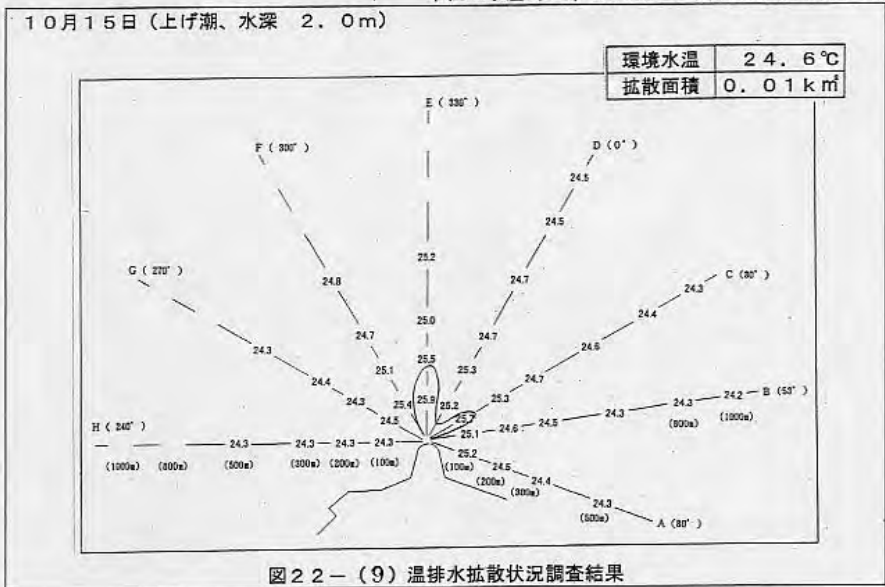 10月15日（上げ潮、水深 2.0m）
環境水温 24.6℃
拡散面積 0.01k㎡
E(330°)
F(300°)
D(0°)
24.5
24.5
25.2
G(270°)
24.8
24.7
C(30°)
24.3
24.4
25.0
24.7
24.7
24.6
24.3
25.5
25.1
25.3
24.7
24.4
24.3
25.9
25.4
25.2
25.3
24.2
B(53°)
24.3
24.3
(800m)
(1000m)
24.5
25.7
24.6
24.5
25.1
H(240°)
24.3
24.3
24.3
24.3
25.2
(1000m)
(800m)
(500m)
(300m)
(200m)
(100m)
(100m)
24.5
(200m)
24.4
(300m)
24.3
(500m)
A(80°)
図22－(9)温排水拡散状況調査結果